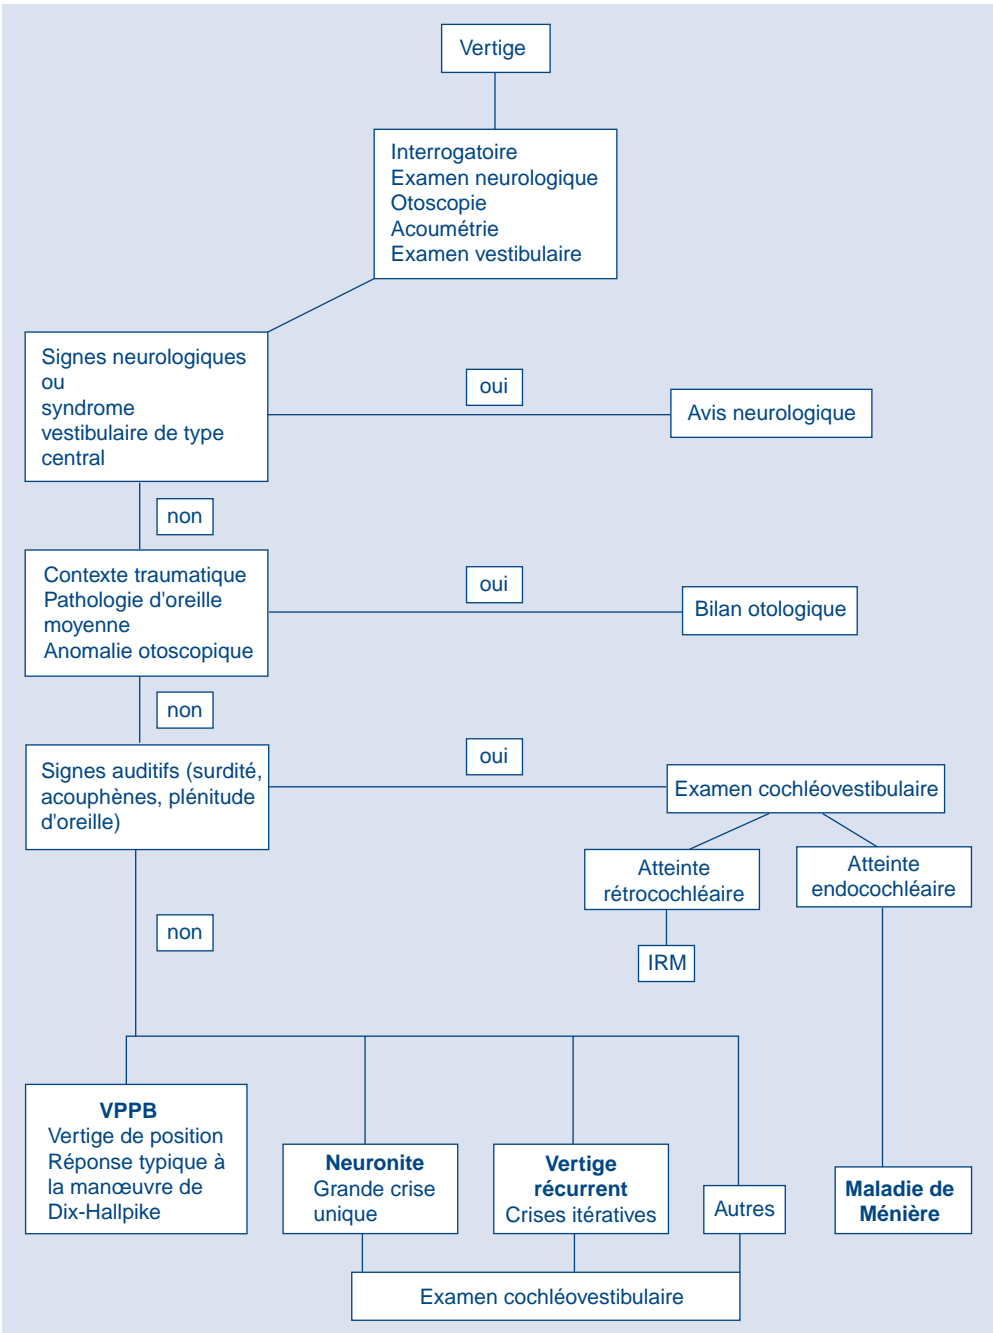 Vertige
Interrogatoire
Examen neurologique
Otoscopie
Acoumétrie
Examen vestibulaire
Signes neurologiques
ou
syndrome
vestibulaire de type
central
oui
Avis neurologique
non
Contexte traumatique
Pathologie d'oreille
moyenne
Anomalie otoscopique
oui
Bilan otologique
non
Signes auditifs (surdité,
acouphènes, plénitude
d'oreille)
oui
Examen cochléovestibulaire
Atteinte
rétrocochléaire
Atteinte
endocochléaire
IRM
non
VPPB
Vertige de position
Réponse typique à
la manœuvre de
Dix-Hallpike
Neuronite
Grande crise
unique
Vertige
récurrent
Crises itératives
Autres
Maladie de
Ménière
Examen cochléovestibulaire